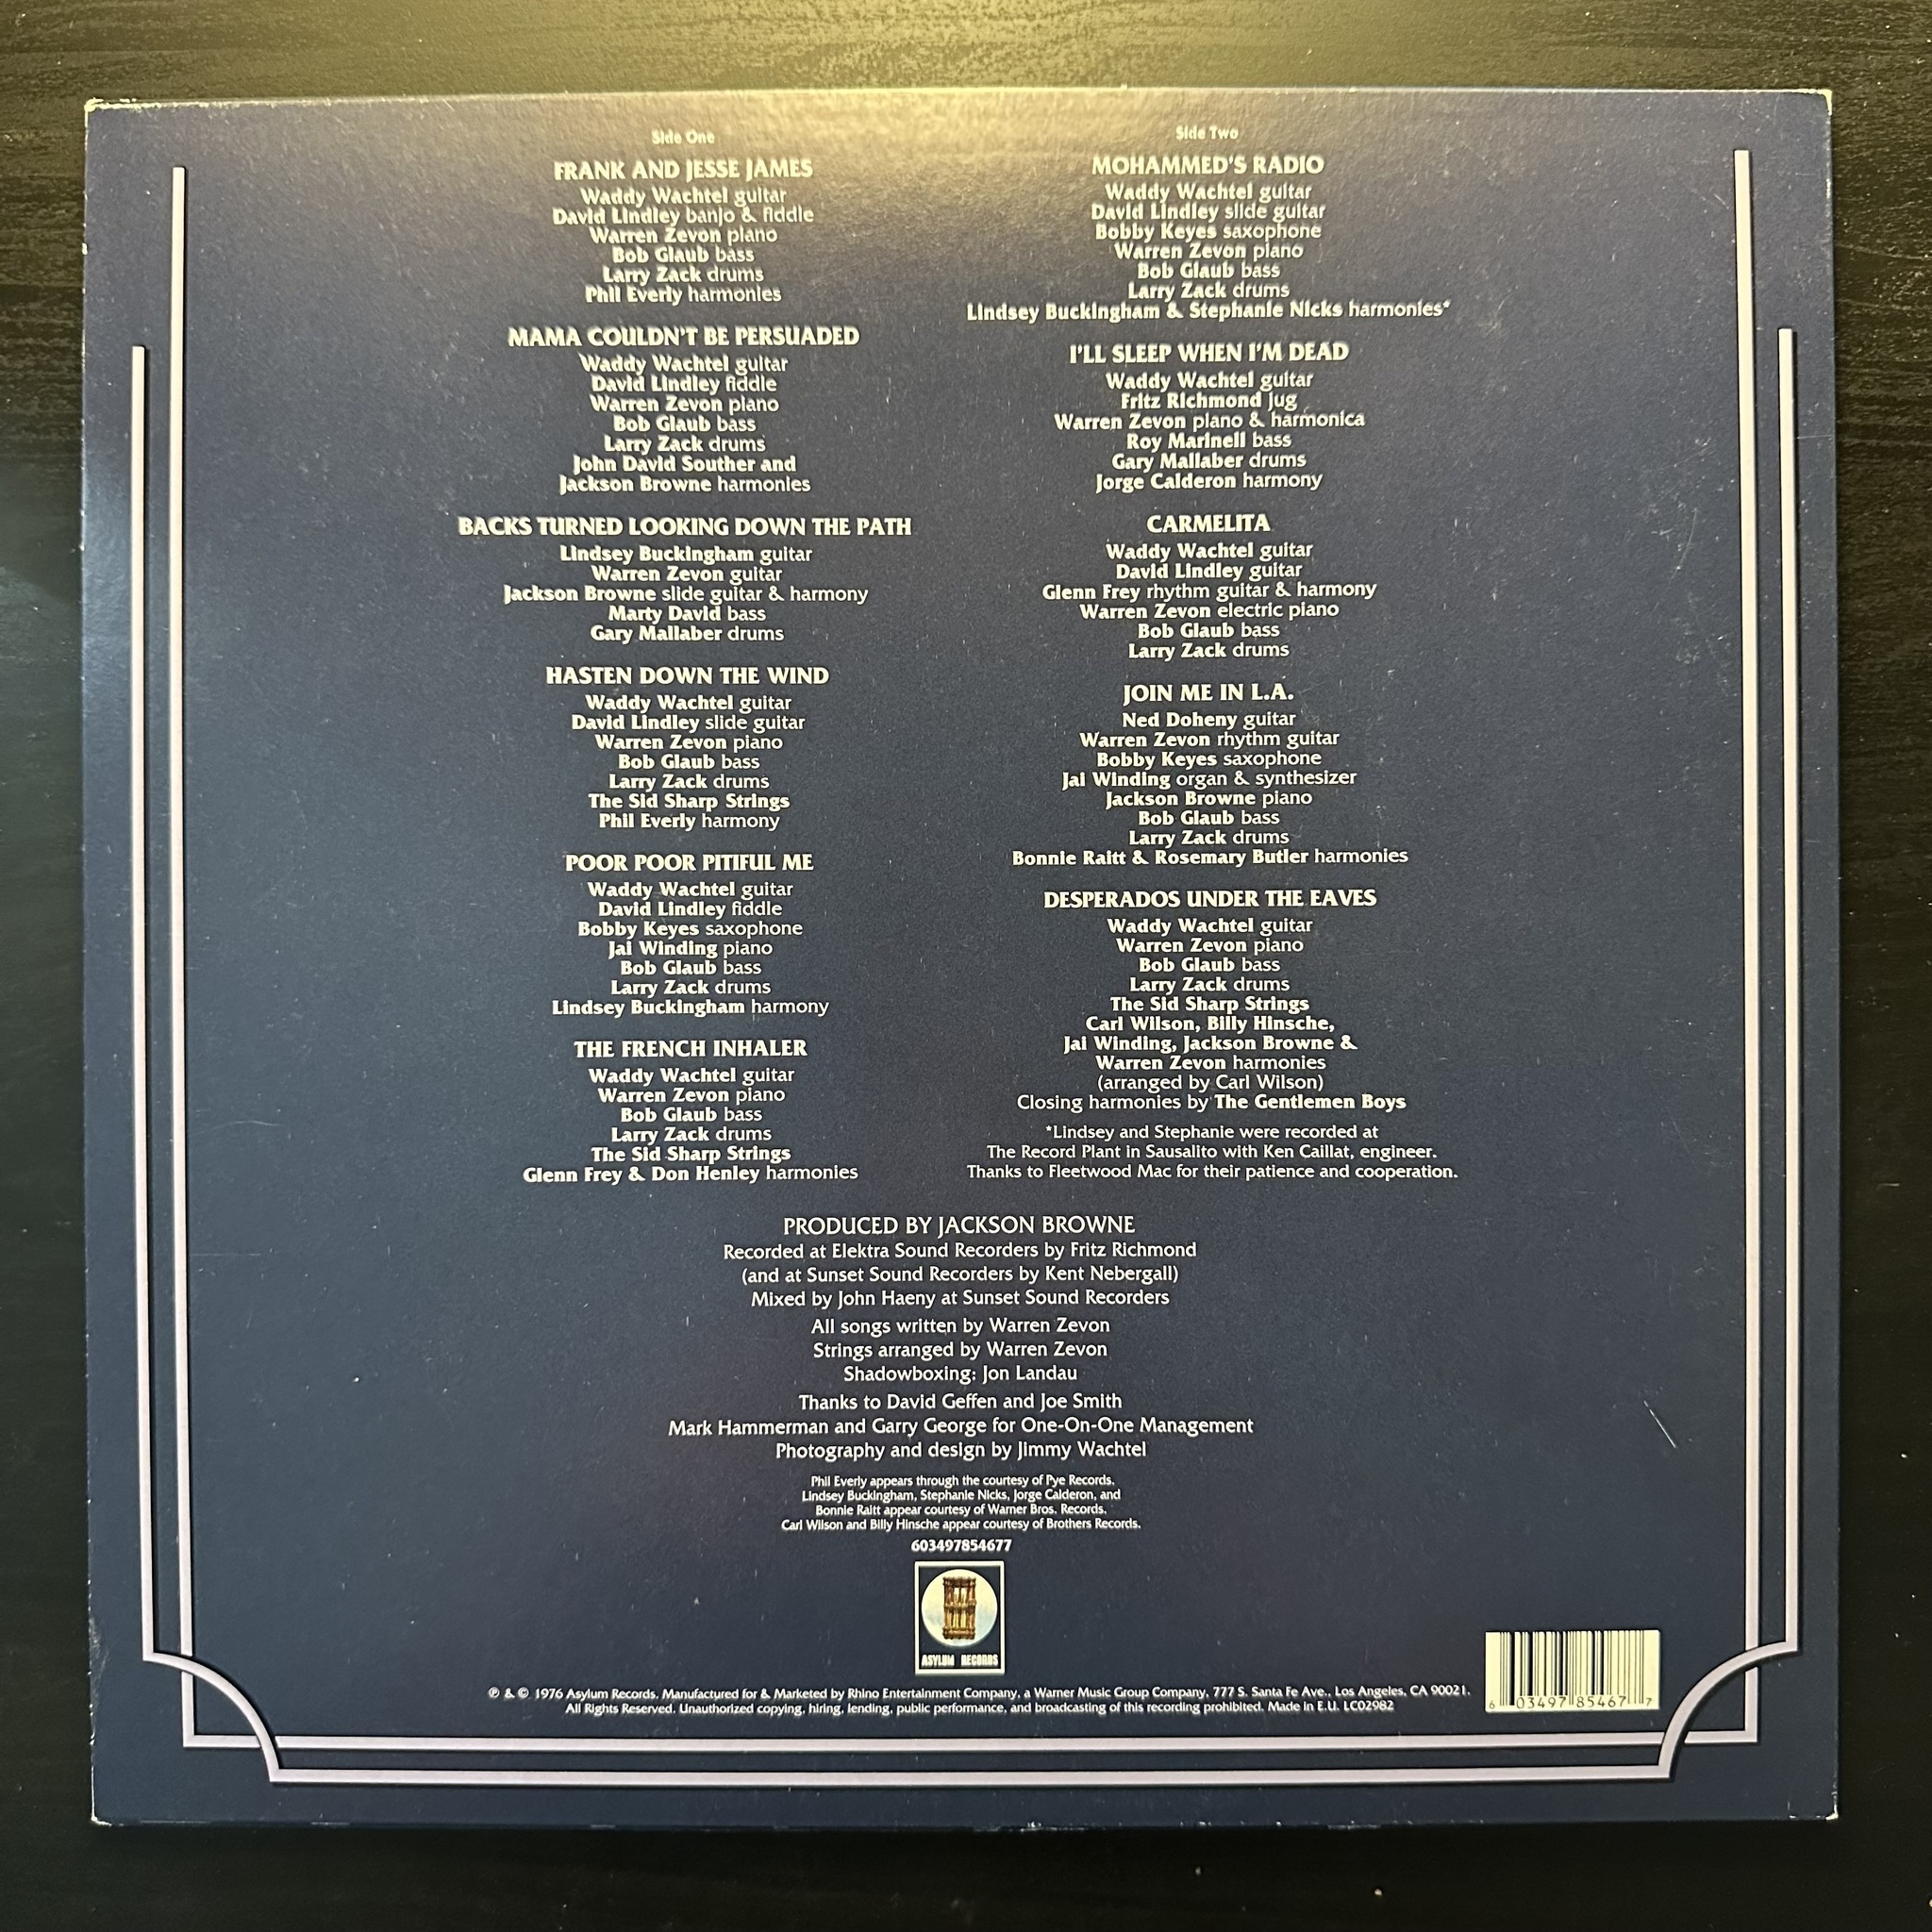 Side One
FRANK AND JESSE JAMES
Waddy Wachtel guitar
David Lindley banjo & fiddle
Warren Zevon piano
Bob Glaub bass
Larry Zack drums
Phil Everly harmonies
MAMA COULDN'T BE PERSUADED
Waddy Wachtel guitar
David Lindley fiddle
Warren Zevon piano
Bob Glaub bass
Larry Zack drums
John David Souther and
Jackson Browne harmonies
BACKS TURNED LOOKING DOWN THE PATH
Lindsey Buckingham guitar
Warren Zevon guitar
Jackson Browne slide guitar & harmony
Marty David bass
Gary Mallaber drums
HASTEN DOWN THE WIND
Waddy Wachtel guitar
David Lindley slide guitar
Warren Zevon piano
Bob Glaub bass
Larry Zack drums
The Sid Sharp Strings
Phil Everly harmony
POOR POOR PITIFUL ME
Waddy Wachtel guitar
David Lindley fiddle
Bobby Keyes saxophone
Jai Winding piano
Bob Glaub bass
Larry Zack drums
Lindsey Buckingham harmony
THE FRENCH INHALER
Waddy Wachtel guitar
Warren Zevon piano
Bob Glaub bass
Larry Zack drums
The Sid Sharp Strings
Glenn Frey & Don Henley harmonies
Side Two
MOHAMMED'S RADIO
Waddy Wachtel guitar
David Lindley slide guitar
Bobby Keyes saxophone
Warren Zevon piano
Bob Glaub bass
Larry Zack drums
Lindsey Buckingham & Stephanie Nicks harmonies*
I'LL SLEEP WHEN I'M DEAD
Waddy Wachtel guitar
Fritz Richmond jug
Warren Zevon piano & harmonica
Roy Marinell bass
Gary Mallaber drums
Jorge Calderon harmony
CARMELITA
Waddy Wachtel guitar
David Lindley guitar
Glenn Frey rhythm guitar & harmony
Warren Zevon electric piano
Bob Glaub bass
Larry Zack drums
JOIN ME IN L.A.
Ned Doheny guitar
Warren Zevon rhythm guitar
Bobby Keyes saxophone
Jai Winding organ & synthesizer
Jackson Browne piano
Bob Glaub bass
Larry Zack drums
Bonnie Raitt & Rosemary Butler harmonies
DESPERADOS UNDER THE EAVES
Waddy Wachtel guitar
Warren Zevon piano
Bob Glaub bass
Larry Zack drums
The Sid Sharp Strings
Carl Wilson, Billy Hinsche,
Jai Winding, Jackson Browne &
Warren Zevon harmonies
(arranged by Carl Wilson)
Closing harmonies by The Gentlemen Boys
*Lindsey and Stephanie were recorded at
The Record Plant in Sausalito with Ken Caillat, engineer.
Thanks to Fleetwood Mac for their patience and cooperation.
PRODUCED BY JACKSON BROWNE
Recorded at Elektra Sound Recorders by Fritz Richmond
(and at Sunset Sound Recorders by Kent Nebergall)
Mixed by John Haeny at Sunset Sound Recorders
All songs written by Warren Zevon
Strings arranged by Warren Zevon
Shadowboxing: Jon Landau
Thanks to David Geffen and Joe Smith
Mark Hammerman and Garry George for One-On-One Management
Photography and design by Jimmy Wachtel
Phil Everly appears through the courtesy of Pye Records.
Lindsey Buckingham, Stephanie Nicks, Jorge Calderon, and
Bonnie Raitt appear courtesy of Warner Bros. Records.
Carl Wilson and Billy Hinsche appear courtesy of Brothers Records.
603497854677
ASYLUM RECORDS
℗ & © 1976 Asylum Records. Manufactured for & Marketed by Rhino Entertainment Company, a Warner Music Group Company, 777 S. Santa Fe Ave., Los Angeles, CA 90021.
All Rights Reserved. Unauthorized copying, hiring, lending, public performance, and broadcasting of this recording prohibited. Made in E.U. LC02982
6 03497 85467 7